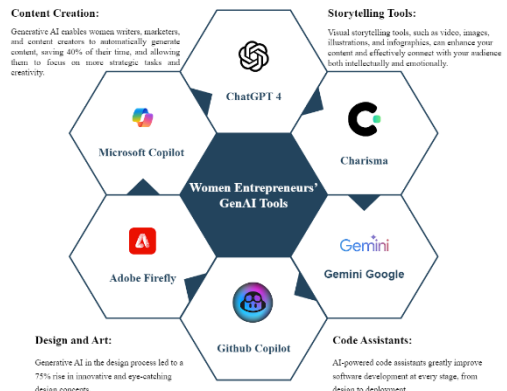 Content Creation:
Generative AI enables women writers, marketers,
and content creators to automatically generate
content, saving 40% of their time, and allowing
them to focus on more strategic tasks and
creativity.
Storytelling Tools:
Visual storytelling tools, such as video, images,
illustrations, and infographics, can enhance your
content and effectively connect with your audience
both intellectually and emotionally.
ChatGPT 4
Microsoft Copilot
Charisma
Women Entrepreneurs'
GenAI Tools
Adobe Firefly
Gemini
Gemini Google
Github Copilot
Design and Art:
Generative AI in the design process led to a
75% rise in innovative and eye-catching
design concepts
Code Assistants:
AI-powered code assistants greatly improve
software development at every stage, from
design to deployment